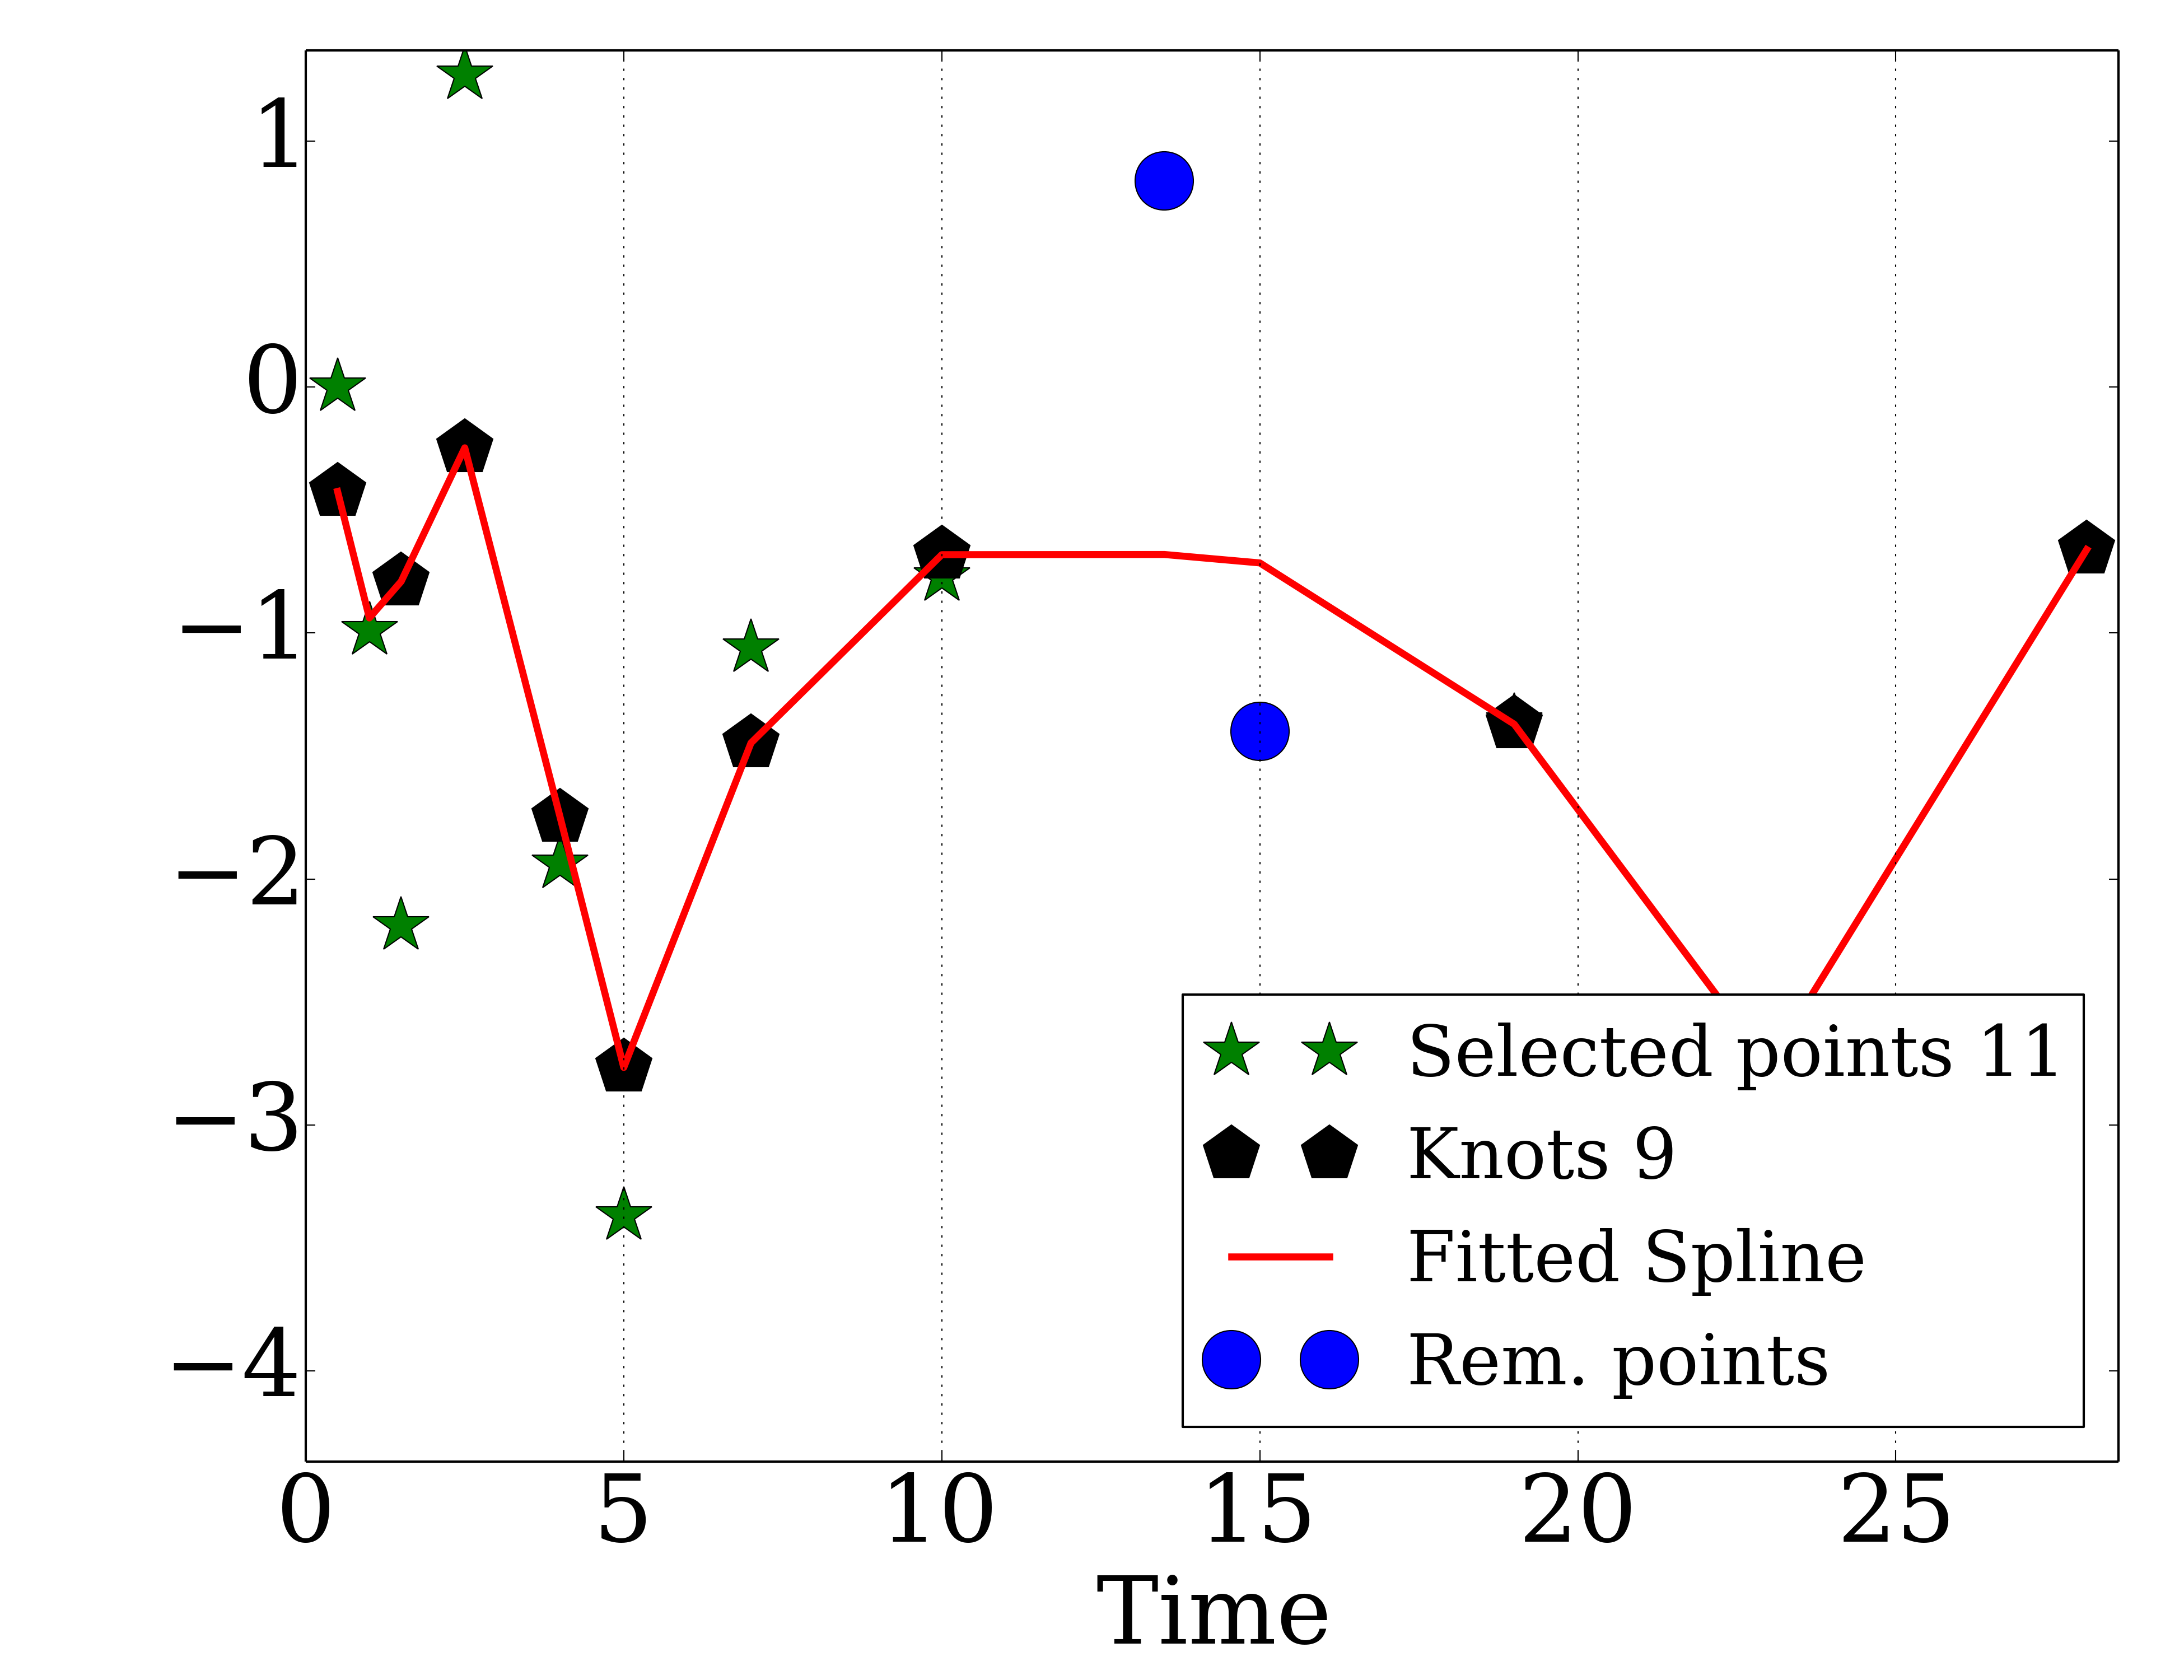 1
0
−1
−2
−3
−4
Selected points 11
Knots 9
Fitted Spline
Rem. points
0 5 10 15 20 25
Time